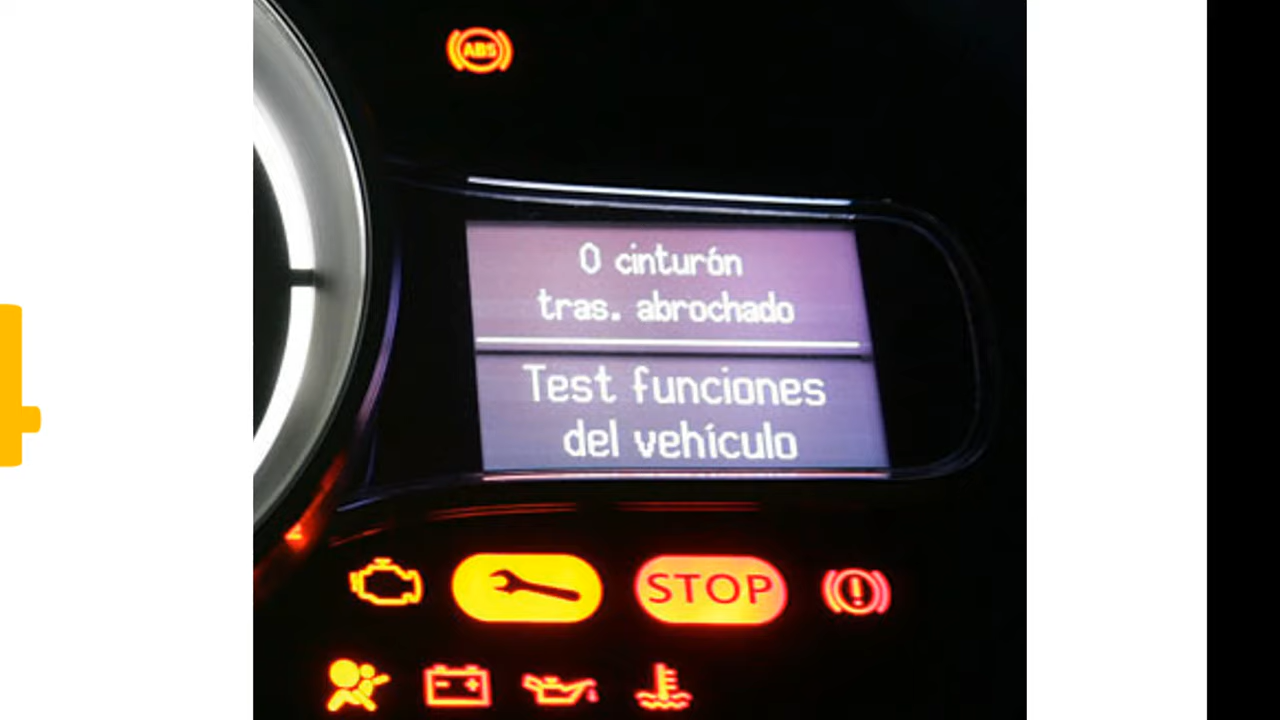 ABS
0 cinturón
tras. abrochado
Test funciones
del vehículo
STOP